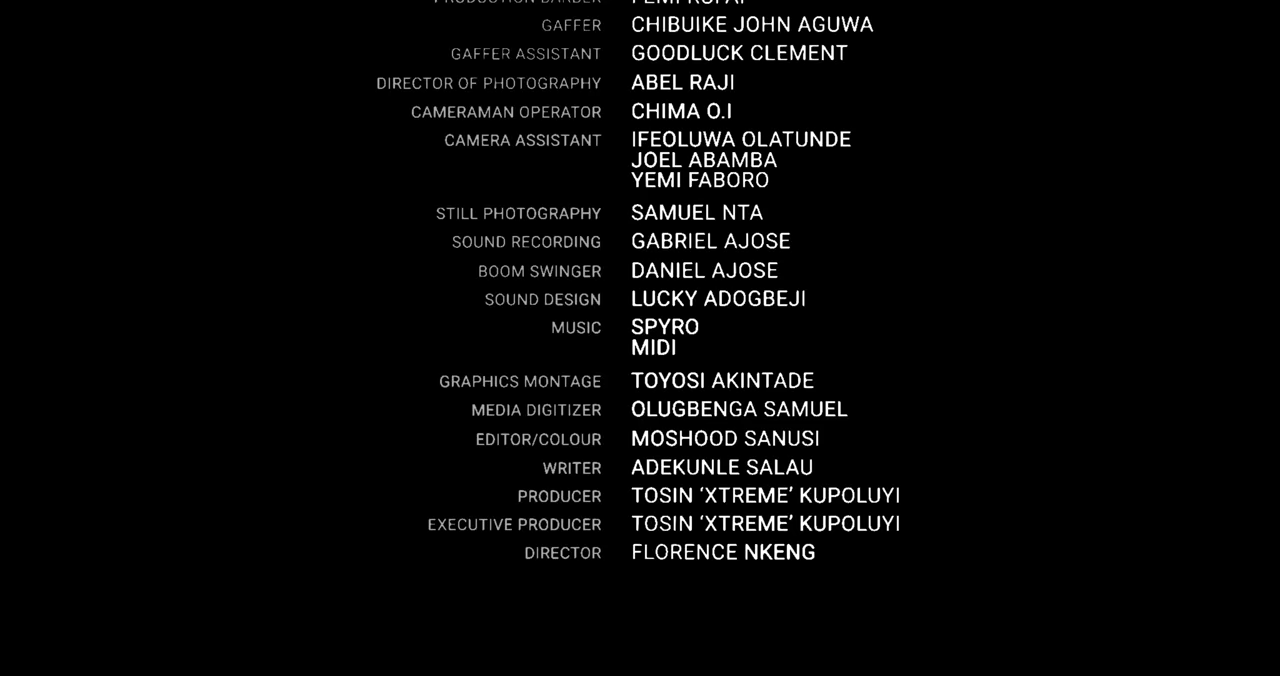 GAFFER CHIBUIKE JOHN AGUWA
GAFFER ASSISTANT GOODLUCK CLEMENT
DIRECTOR OF PHOTOGRAPHY ABEL RAJI
CAMERAMAN OPERATOR CHIMA O.I
CAMERA ASSISTANT IFEOLUWA OLATUNDE
JOEL ABAMBA
YEMI FABORO
STILL PHOTOGRAPHY SAMUEL NTA
SOUND RECORDING GABRIEL AJOSE
BOOM SWINGER DANIEL AJOSE
SOUND DESIGN LUCKY ADOGBEJI
MUSIC SPYRO
MIDI
GRAPHICS MONTAGE TOYOSI AKINTADE
MEDIA DIGITIZER OLUGBENGA SAMUEL
EDITOR/COLOUR MOSHOOD SANUSI
WRITER ADEKUNLE SALAU
PRODUCER TOSIN ‘XTREME’ KUPOLUYI
EXECUTIVE PRODUCER TOSIN ‘XTREME’ KUPOLUYI
DIRECTOR FLORENCE NKENG